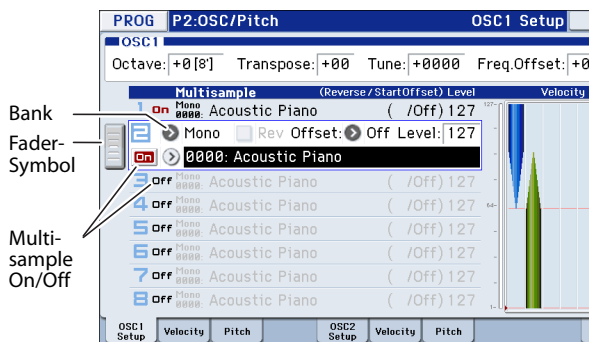 PROG P2:OSC/Pitch OSC1 Setup
OSC1
Octave: +0[8'] Transpose: +00 Tune: +0000 Freq.Offset: +0
Multisample (Reverse/StartOffset) Level Velocity
1 On Mono 0000: Acoustic Piano ( /Off) 127
Bank
2 Mono Rev Offset: Off Level: 127
Fader-
Symbol
On 0000: Acoustic Piano
3 Off Mono 0000: Acoustic Piano ( /Off) 127
4 Off Mono 0000: Acoustic Piano ( /Off) 127
5 Off Mono 0000: Acoustic Piano ( /Off) 127
Multi-
sample
On/Off
6 Off Mono 0000: Acoustic Piano ( /Off) 127
7 Off Mono 0000: Acoustic Piano ( /Off) 127
8 Off Mono 0000: Acoustic Piano ( /Off) 127
127-
64-
1-
OSC1 Setup Velocity Pitch OSC2 Setup Velocity Pitch